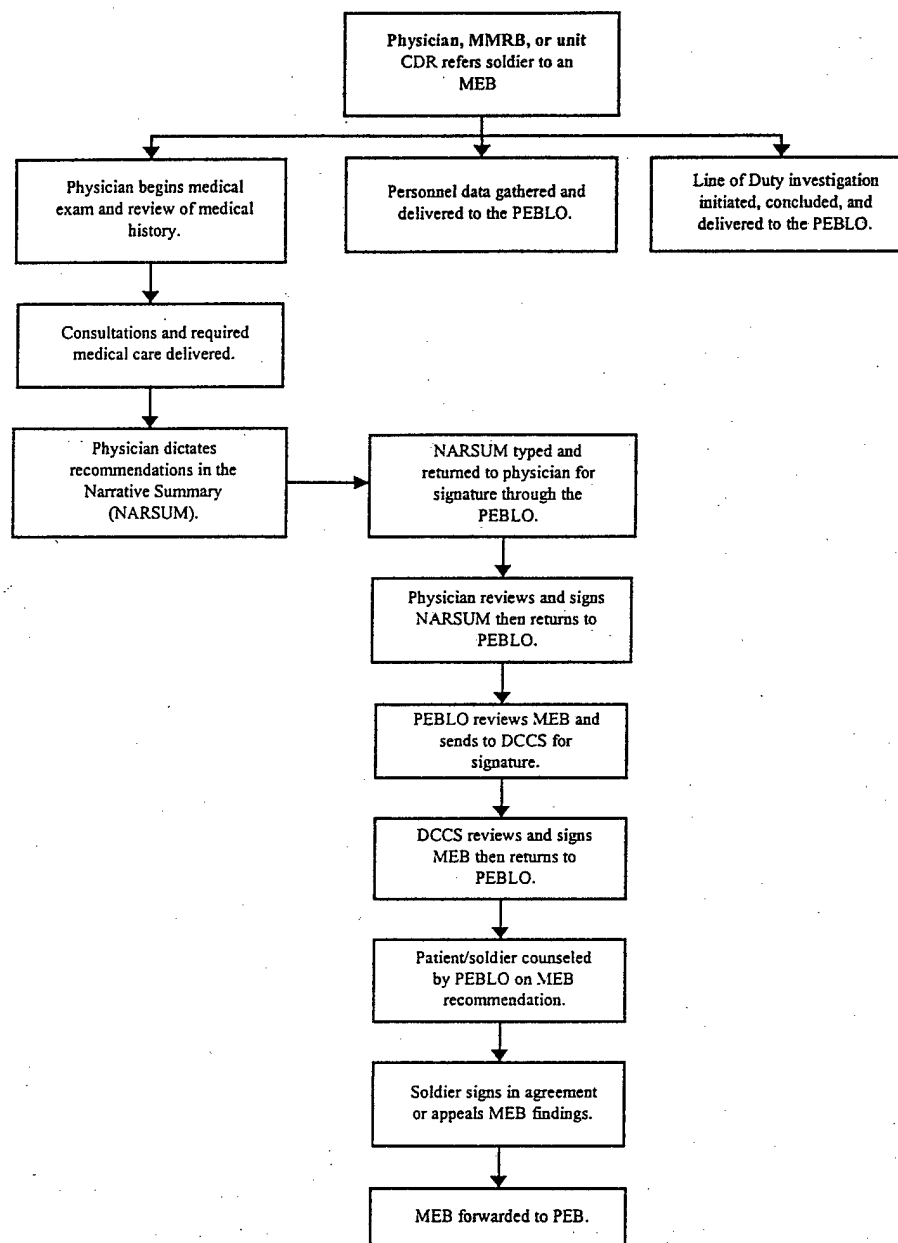 Physician, MMRB, or unit
CDR refers soldier to an
MEB
Physician begins medical
exam and review of medical
history.
Personnel data gathered and
delivered to the PEBLO.
Line of Duty investigation
initiated, concluded, and
delivered to the PEBLO.
Consultations and required
medical care delivered.
Physician dictates
recommendations in the
Narrative Summary
(NARSUM).
NARSUM typed and
returned to physician for
signature through the
PEBLO.
Physician reviews and signs
NARSUM then returns to
PEBLO.
PEBLO reviews MEB and
sends to DCCS for
signature.
DCCS reviews and signs
MEB then returns to
PEBLO.
Patient/soldier counseled
by PEBLO on MEB
recommendation.
Soldier signs in agreement
or appeals MEB findings.
MEB forwarded to PEB.